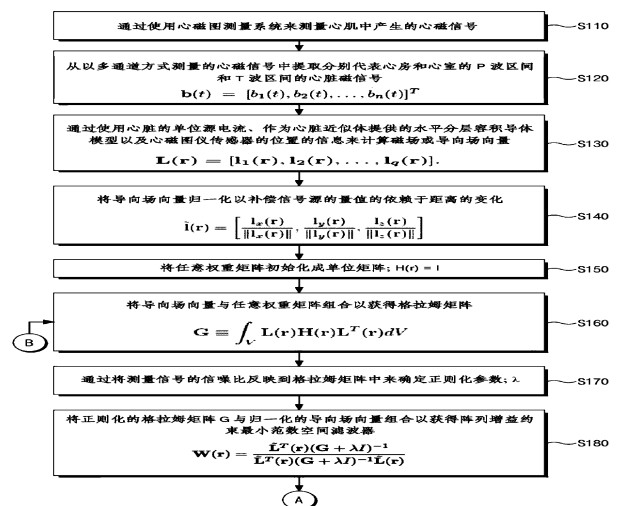 通过使用心磁图测量系统来测量心肌中产生的心磁信号
S110
从以多通道方式测量的心磁信号中提取分别代表心房和心室的 P 波区间
和 T 波区间的心脏磁信号
b(t) = [b₁(t), b₂(t), . . . , bₙ(t)]ᵀ
S120
通过使用心脏的单位源电流、作为心脏近似体提供的水平分层容积导体
模型以及心磁图仪传感器的位置的信息来计算磁场或导向场向量
L(r) = [l₁(r), l₂(r), . . . , l_q(r)].
S130
将导向场向量归一化以补偿信号源的量值的依赖于距离的变化
l̃(r) = [l_x(r)/‖l_x(r)‖, l_y(r)/‖l_y(r)‖, l_z(r)/‖l_z(r)‖]
S140
将任意权重矩阵初始化成单位矩阵; H(r) = I
S150
将导向场向量与任意权重矩阵组合以获得格拉姆矩阵
G ≡ ∫_V L(r)H(r)Lᵀ(r)dV
S160
B
通过将测量信号的信噪比反映到格拉姆矩阵中来确定正则化参数; λ
S170
将正则化的格拉姆矩阵 G 与归一化的导向场向量组合以获得阵列增益约
束最小范数空间滤波器
W(r) = L̃ᵀ(r)(G + λI)⁻¹ / L̃ᵀ(r)(G + λI)⁻¹L̃(r)
S180
A